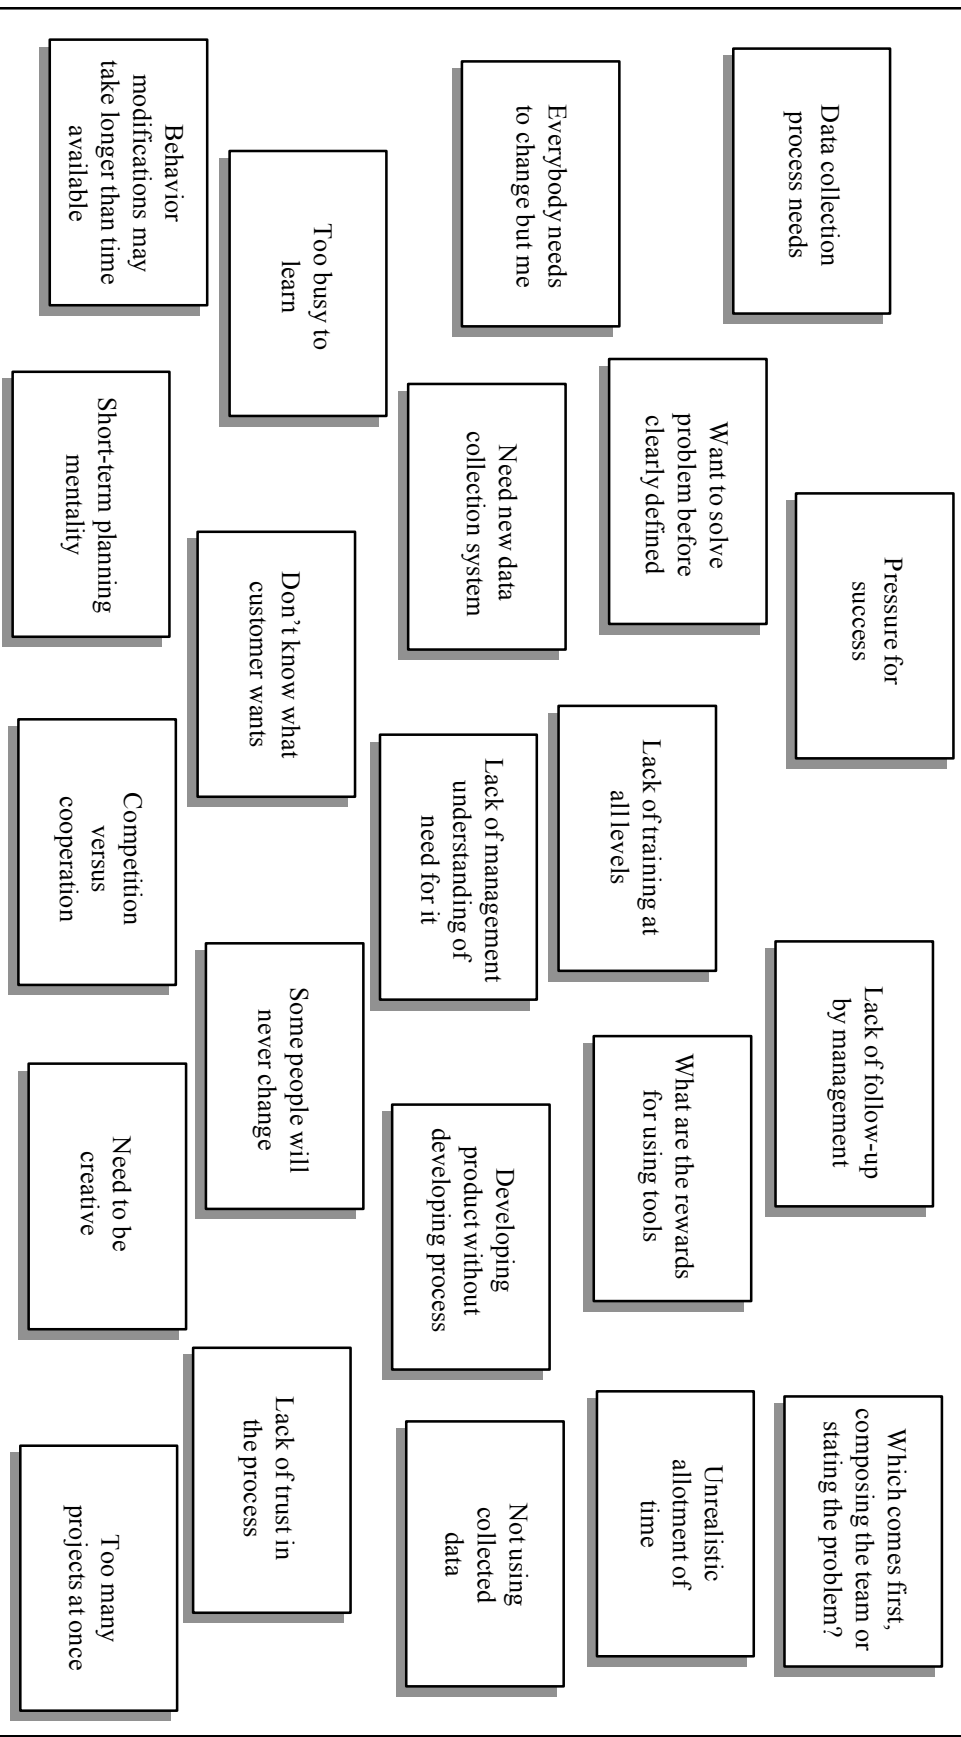 Data collection
process needs
Pressure for
success
Lack of follow-up
by management
Which comes first,
composing the team or
stating the problem?
Everybody needs
to change but me
Want to solve
problem before
clearly defined
Lack of training at
all levels
What are the rewards
for using tools
Unrealistic
allotment of
time
Need new data
collection system
Lack of management
understanding of
need for it
Developing
product without
developing process
Not using
collected
data
Too busy to
learn
Don’t know what
customer wants
Some people will
never change
Lack of trust in
the process
Behavior
modifications may
take longer than time
available
Short-term planning
mentality
Competition
versus
cooperation
Need to be
creative
Too many
projects at once